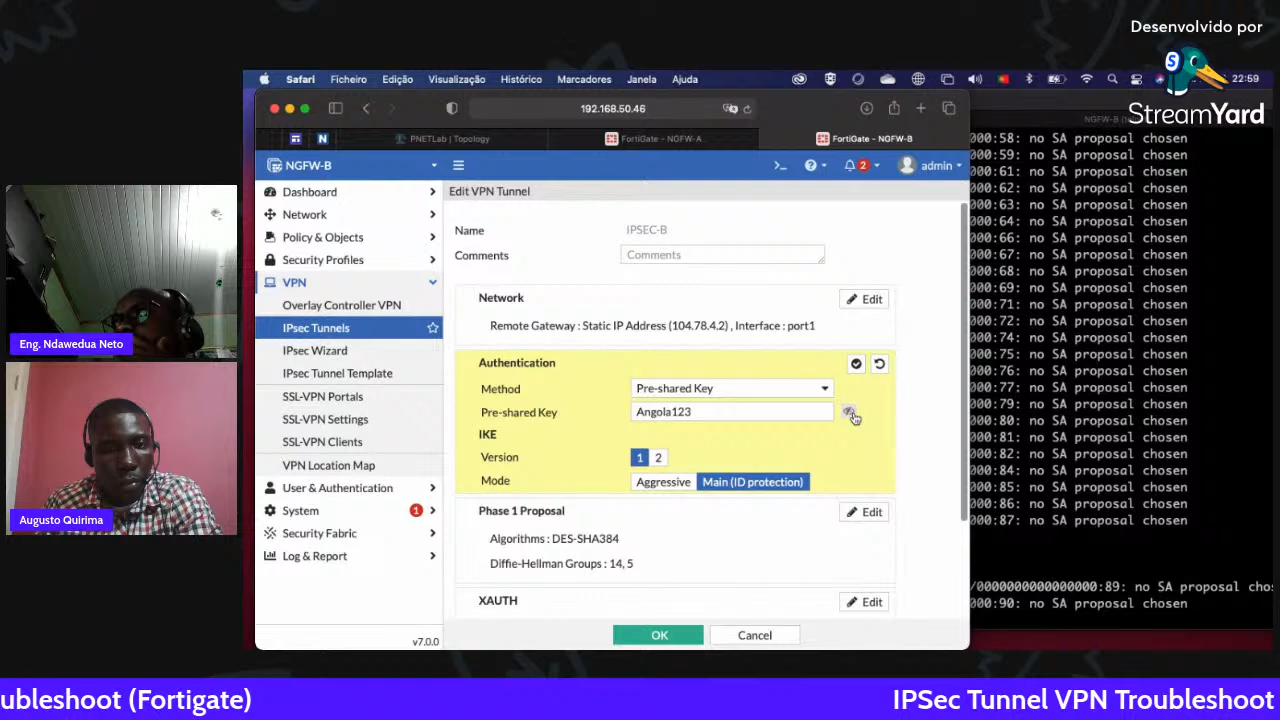 Desenvolvido por
StreamYard
Safari Ficheiro Edição Visualização Histórico Marcadores Janela Ajuda
22:59
192.168.50.46
PNETLab | Topology
FortiGate - NGFW-A
FortiGate - NGFW-B
NGFW-B
2
admin
Dashboard
Network
Policy & Objects
Security Profiles
VPN
Overlay Controller VPN
IPsec Tunnels
IPsec Wizard
IPsec Tunnel Template
SSL-VPN Portals
SSL-VPN Settings
SSL-VPN Clients
VPN Location Map
User & Authentication
System 1
Security Fabric
Log & Report
v7.0.0
Edit VPN Tunnel
Name IPSEC-B
Comments Comments
Network Edit
Remote Gateway : Static IP Address (104.78.4.2) , Interface : port1
Authentication
Method Pre-shared Key
Pre-shared Key Angola123
IKE
Version 1 2
Mode Aggressive Main (ID protection)
Phase 1 Proposal Edit
Algorithms : DES-SHA384
Diffie-Hellman Groups : 14, 5
XAUTH Edit
OK Cancel
000:58: no SA proposal chosen
000:59: no SA proposal chosen
000:61: no SA proposal chosen
000:62: no SA proposal chosen
000:63: no SA proposal chosen
000:64: no SA proposal chosen
000:66: no SA proposal chosen
000:67: no SA proposal chosen
000:68: no SA proposal chosen
000:69: no SA proposal chosen
000:71: no SA proposal chosen
000:72: no SA proposal chosen
000:74: no SA proposal chosen
000:75: no SA proposal chosen
000:76: no SA proposal chosen
000:77: no SA proposal chosen
000:79: no SA proposal chosen
000:80: no SA proposal chosen
000:81: no SA proposal chosen
000:82: no SA proposal chosen
000:84: no SA proposal chosen
000:85: no SA proposal chosen
000:86: no SA proposal chosen
000:87: no SA proposal chosen
/0000000000000000:89: no SA proposal cho
000:90: no SA proposal chosen
Eng. Ndawedua Neto
Augusto Quirima
ubleshoot (Fortigate) IPSec Tunnel VPN Troubleshoot